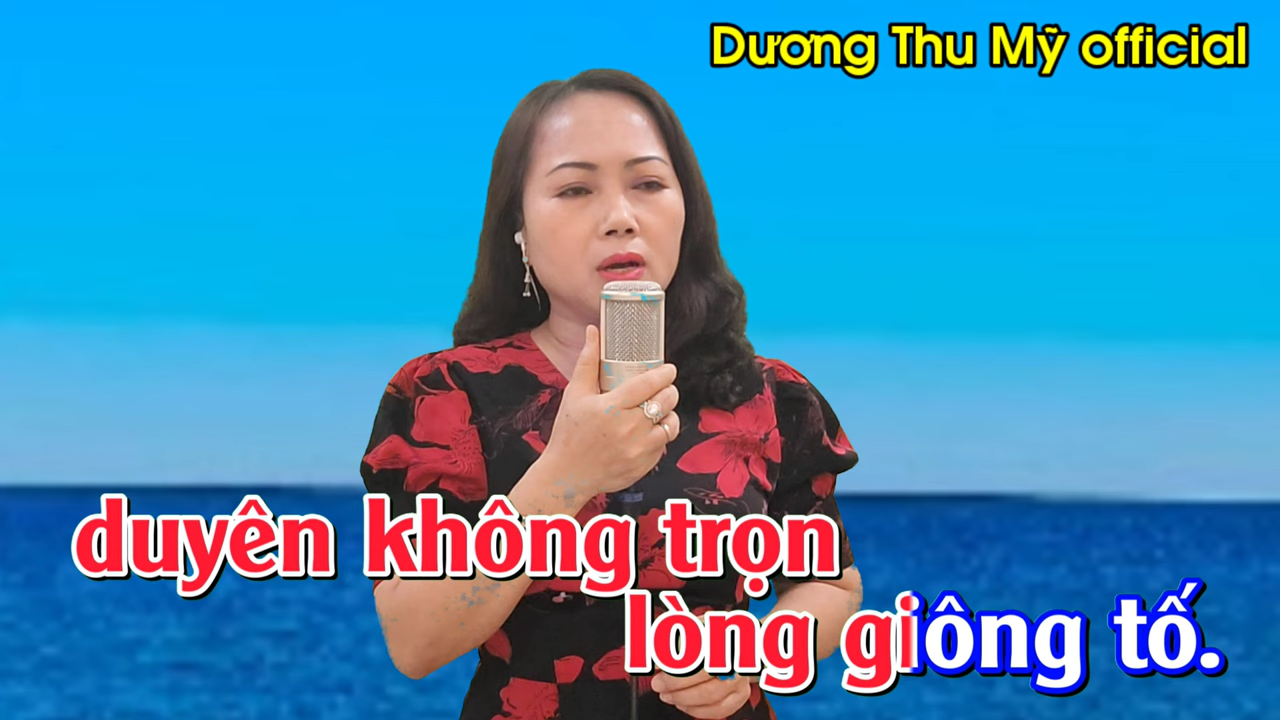 Dương Thu Mỹ official
duyên không trọn
lòng giông tố.